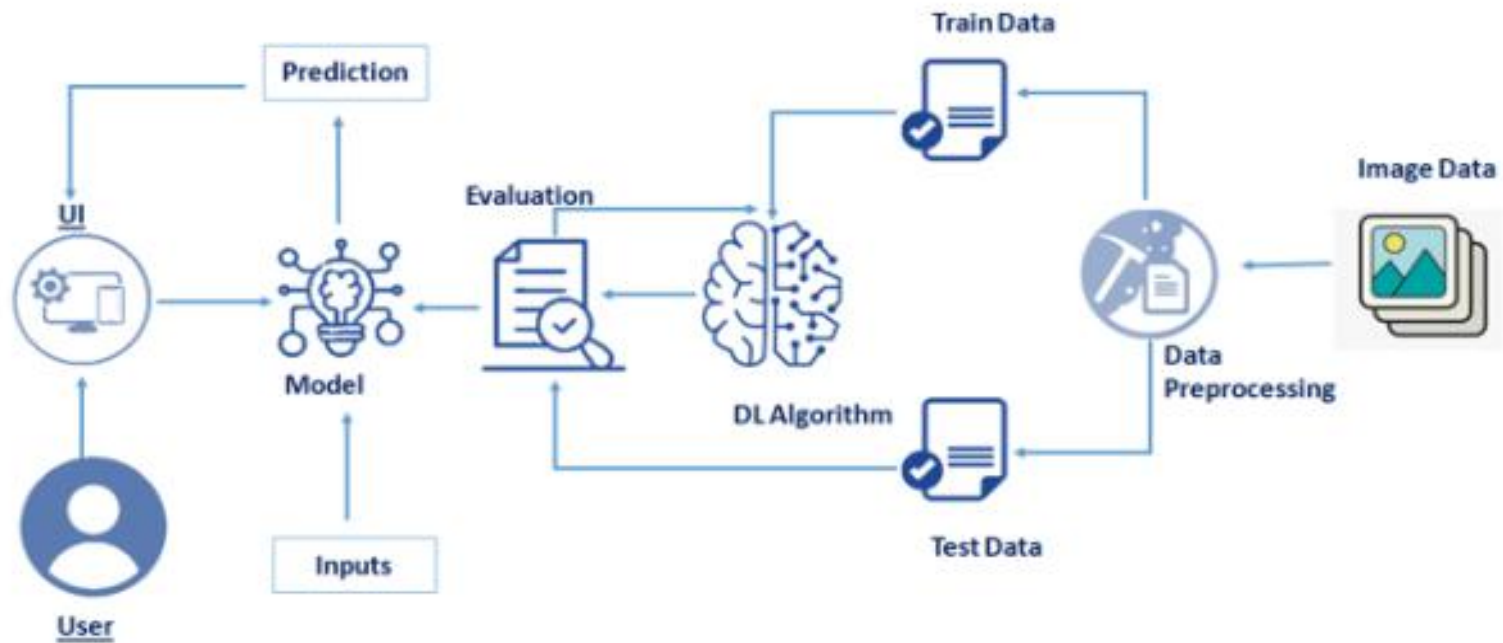 Train Data
Prediction
Image Data
Evaluation
UI
Data
Preprocessing
Model
DL Algorithm
Test Data
Inputs
User